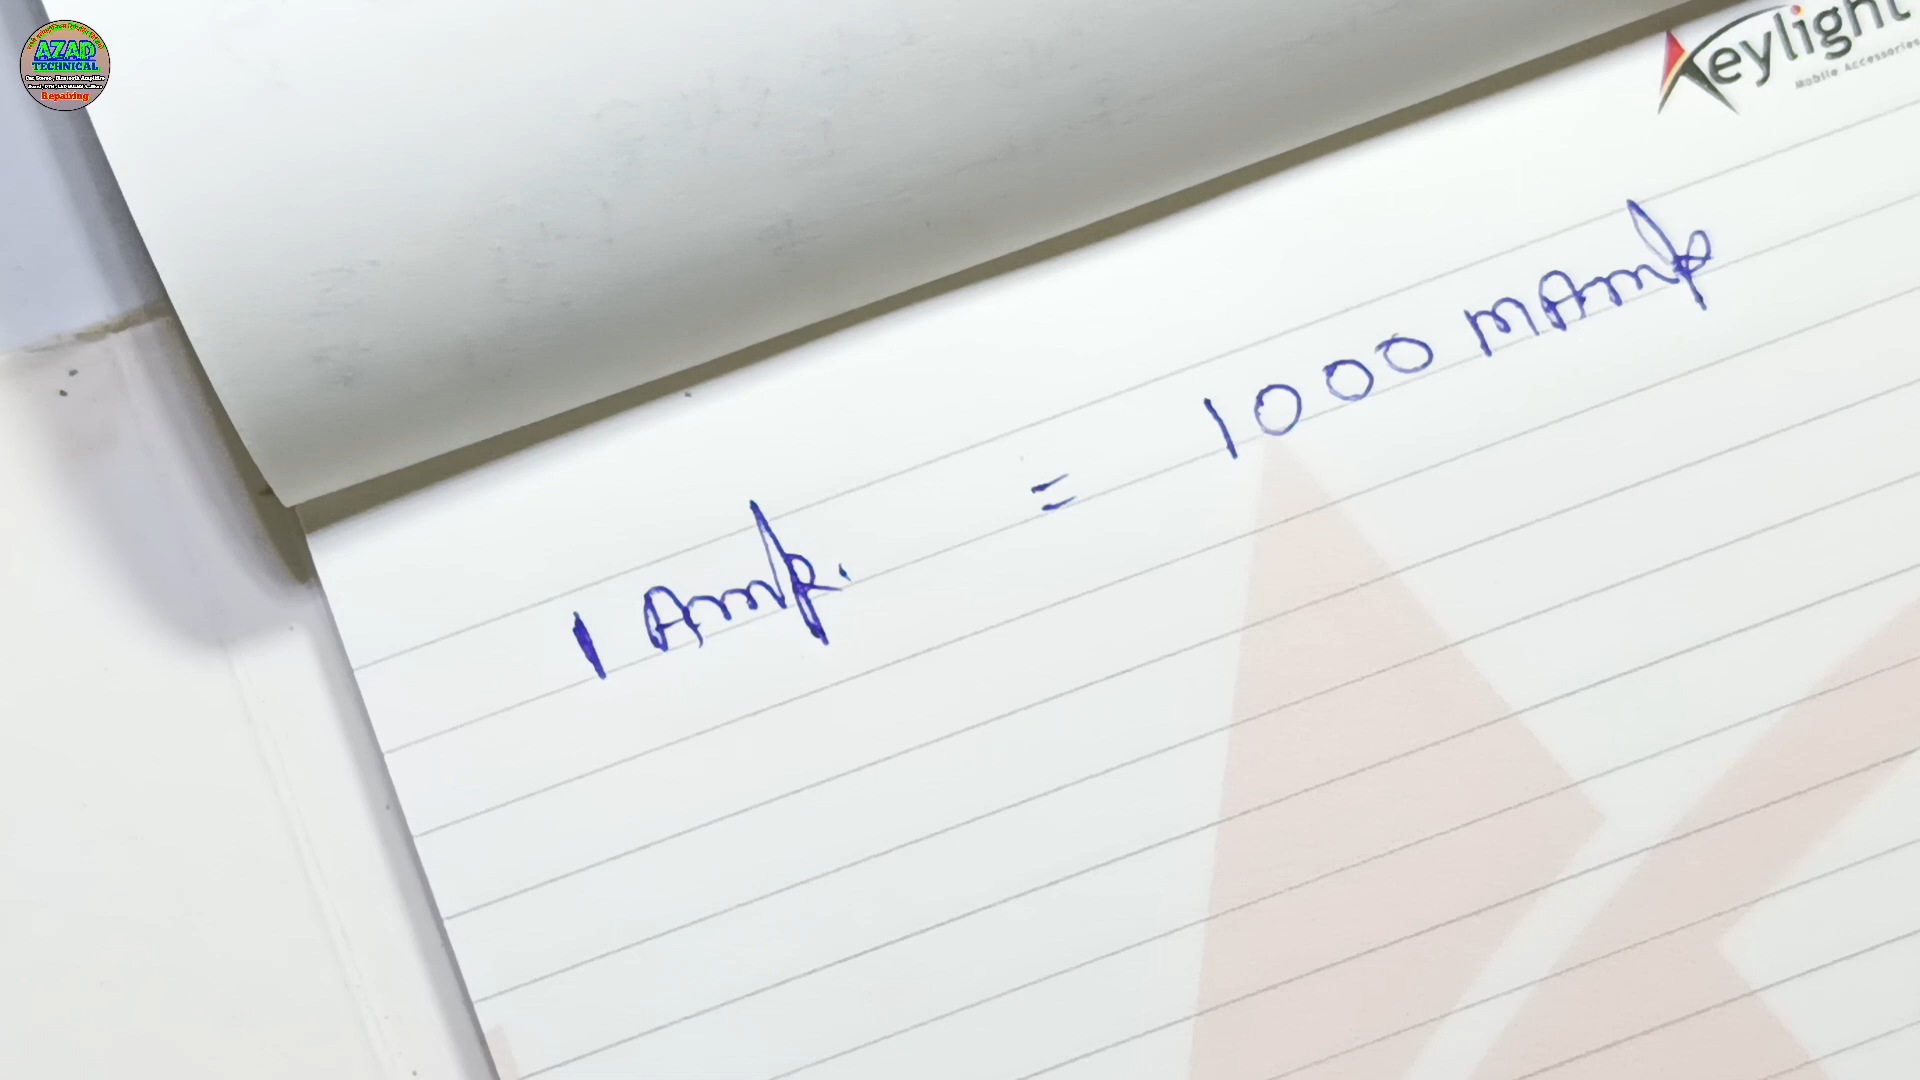 AZAD
TECHNICAL
Repairing
Keylight
Mobile Accessories
1 Amp. = 1000 mAmp